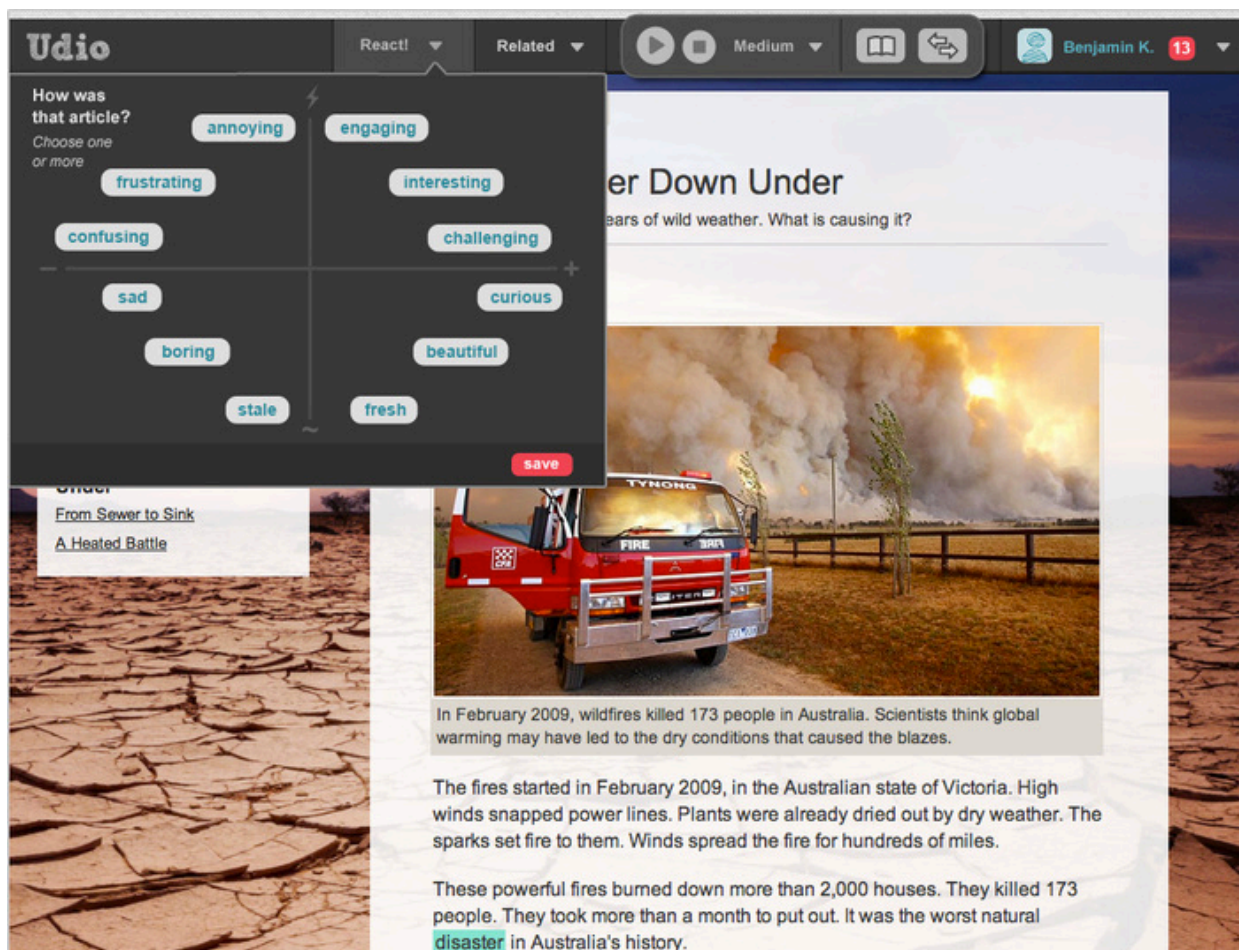 Udio
React!
Related
Medium
Benjamin K. 13
How was
that article?
Choose one
or more
annoying
engaging
frustrating
interesting
confusing
challenging
sad
curious
boring
beautiful
stale
fresh
save
er Down Under
ears of wild weather. What is causing it?
Under
From Sewer to Sink
A Heated Battle
TYNONG
FIRE FIRE
CFA
In February 2009, wildfires killed 173 people in Australia. Scientists think global
warming may have led to the dry conditions that caused the blazes.
The fires started in February 2009, in the Australian state of Victoria. High
winds snapped power lines. Plants were already dried out by dry weather. The
sparks set fire to them. Winds spread the fire for hundreds of miles.
These powerful fires burned down more than 2,000 houses. They killed 173
people. They took more than a month to put out. It was the worst natural
disaster in Australia's history.